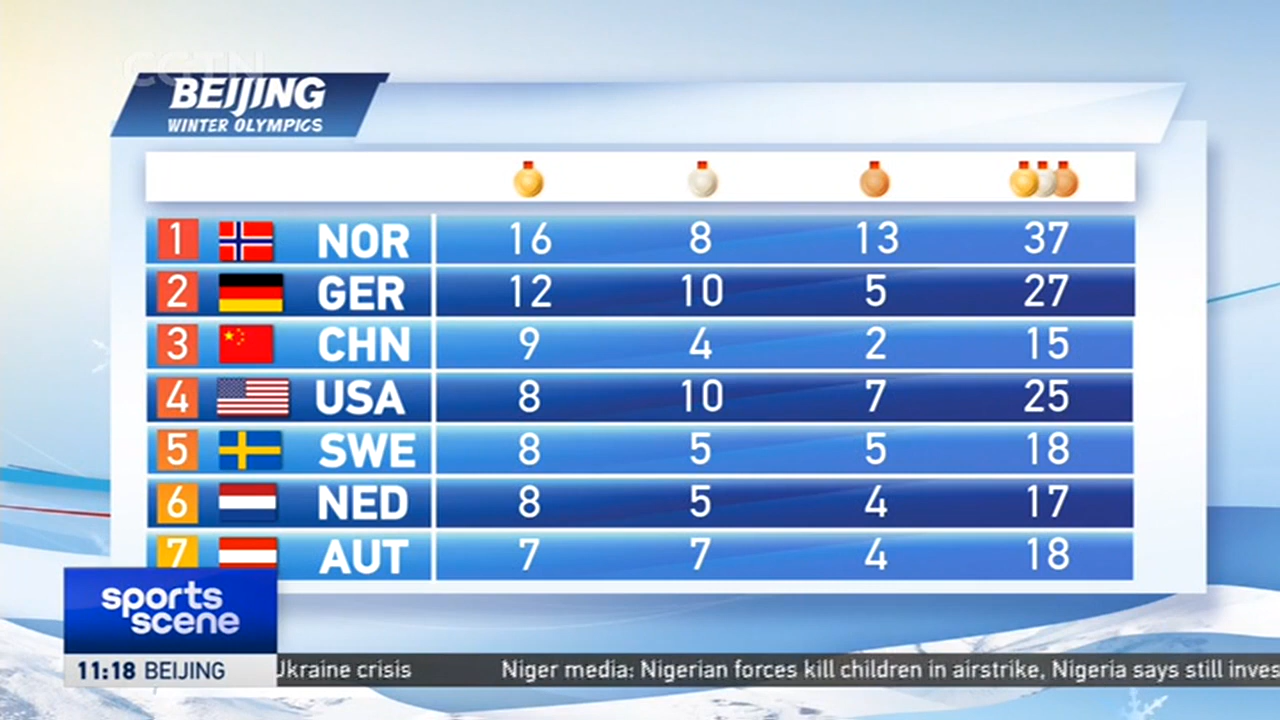 CGTN
BEIJING
WINTER OLYMPICS
1 NOR 16 8 13 37
2 GER 12 10 5 27
3 CHN 9 4 2 15
4 USA 8 10 7 25
5 SWE 8 5 5 18
6 NED 8 5 4 17
7 AUT 7 7 4 18
sports
scene
11:18 BEIJING
Ukraine crisis Niger media: Nigerian forces kill children in airstrike, Nigeria says still inves